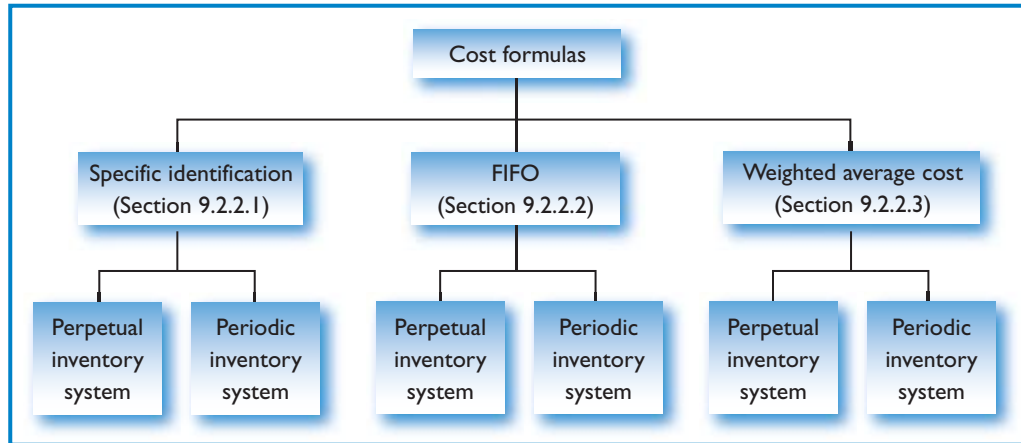 Cost formulas
Specific identification
(Section 9.2.2.1)
FIFO
(Section 9.2.2.2)
Weighted average cost
(Section 9.2.2.3)
Perpetual
inventory
system
Periodic
inventory
system
Perpetual
inventory
system
Periodic
inventory
system
Perpetual
inventory
system
Periodic
inventory
system